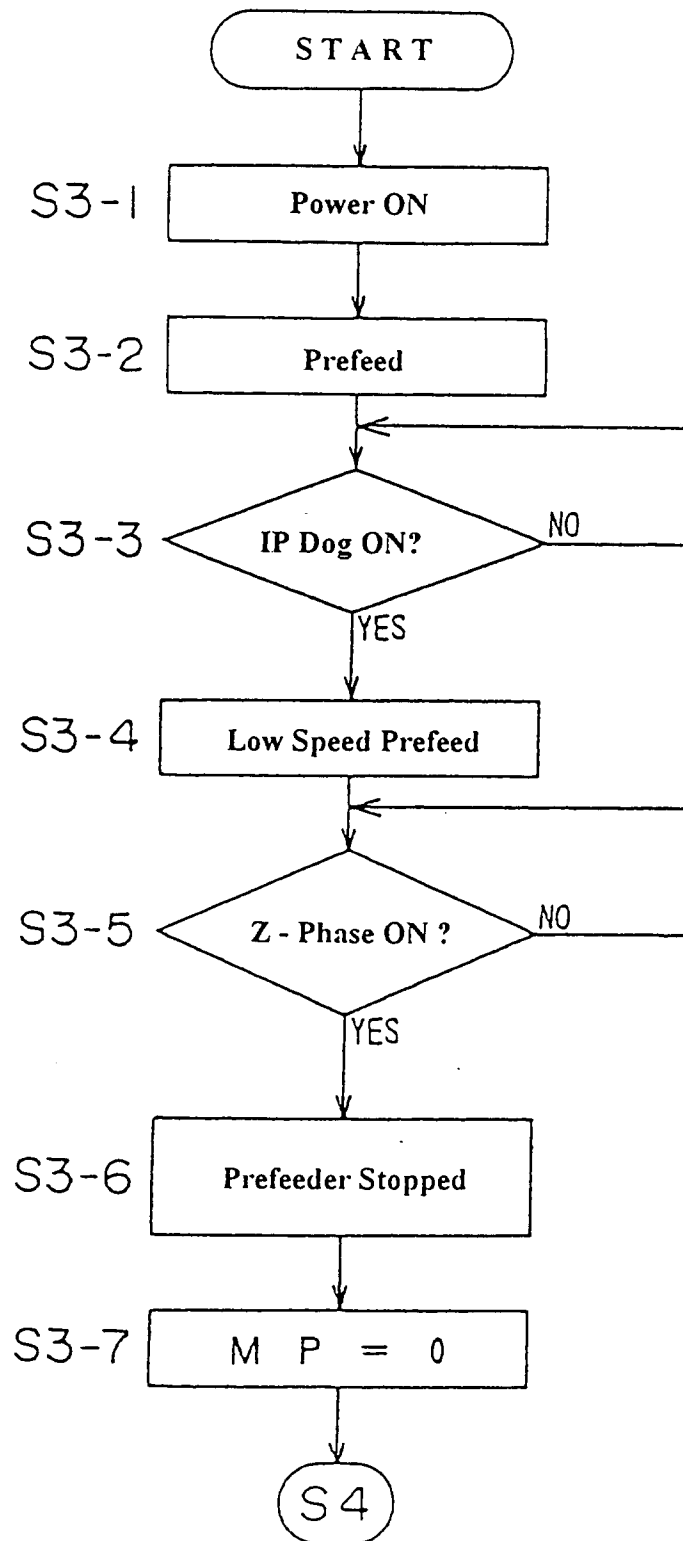 START
S3-1
Power ON
S3-2
Prefeed
S3-3
IP Dog ON?
NO
YES
S3-4
Low Speed Prefeed
S3-5
Z - Phase ON ?
NO
YES
S3-6
Prefeeder Stopped
S3-7
M P = 0
S4